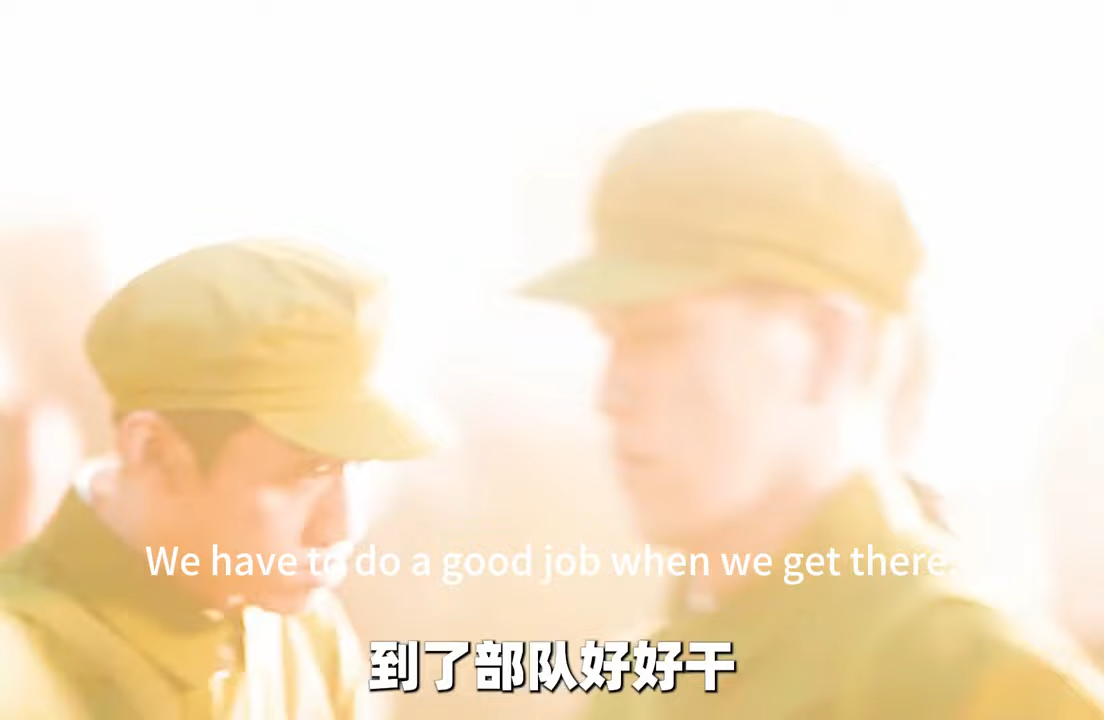 We have to do a good job when we get there.
到了部队好好干